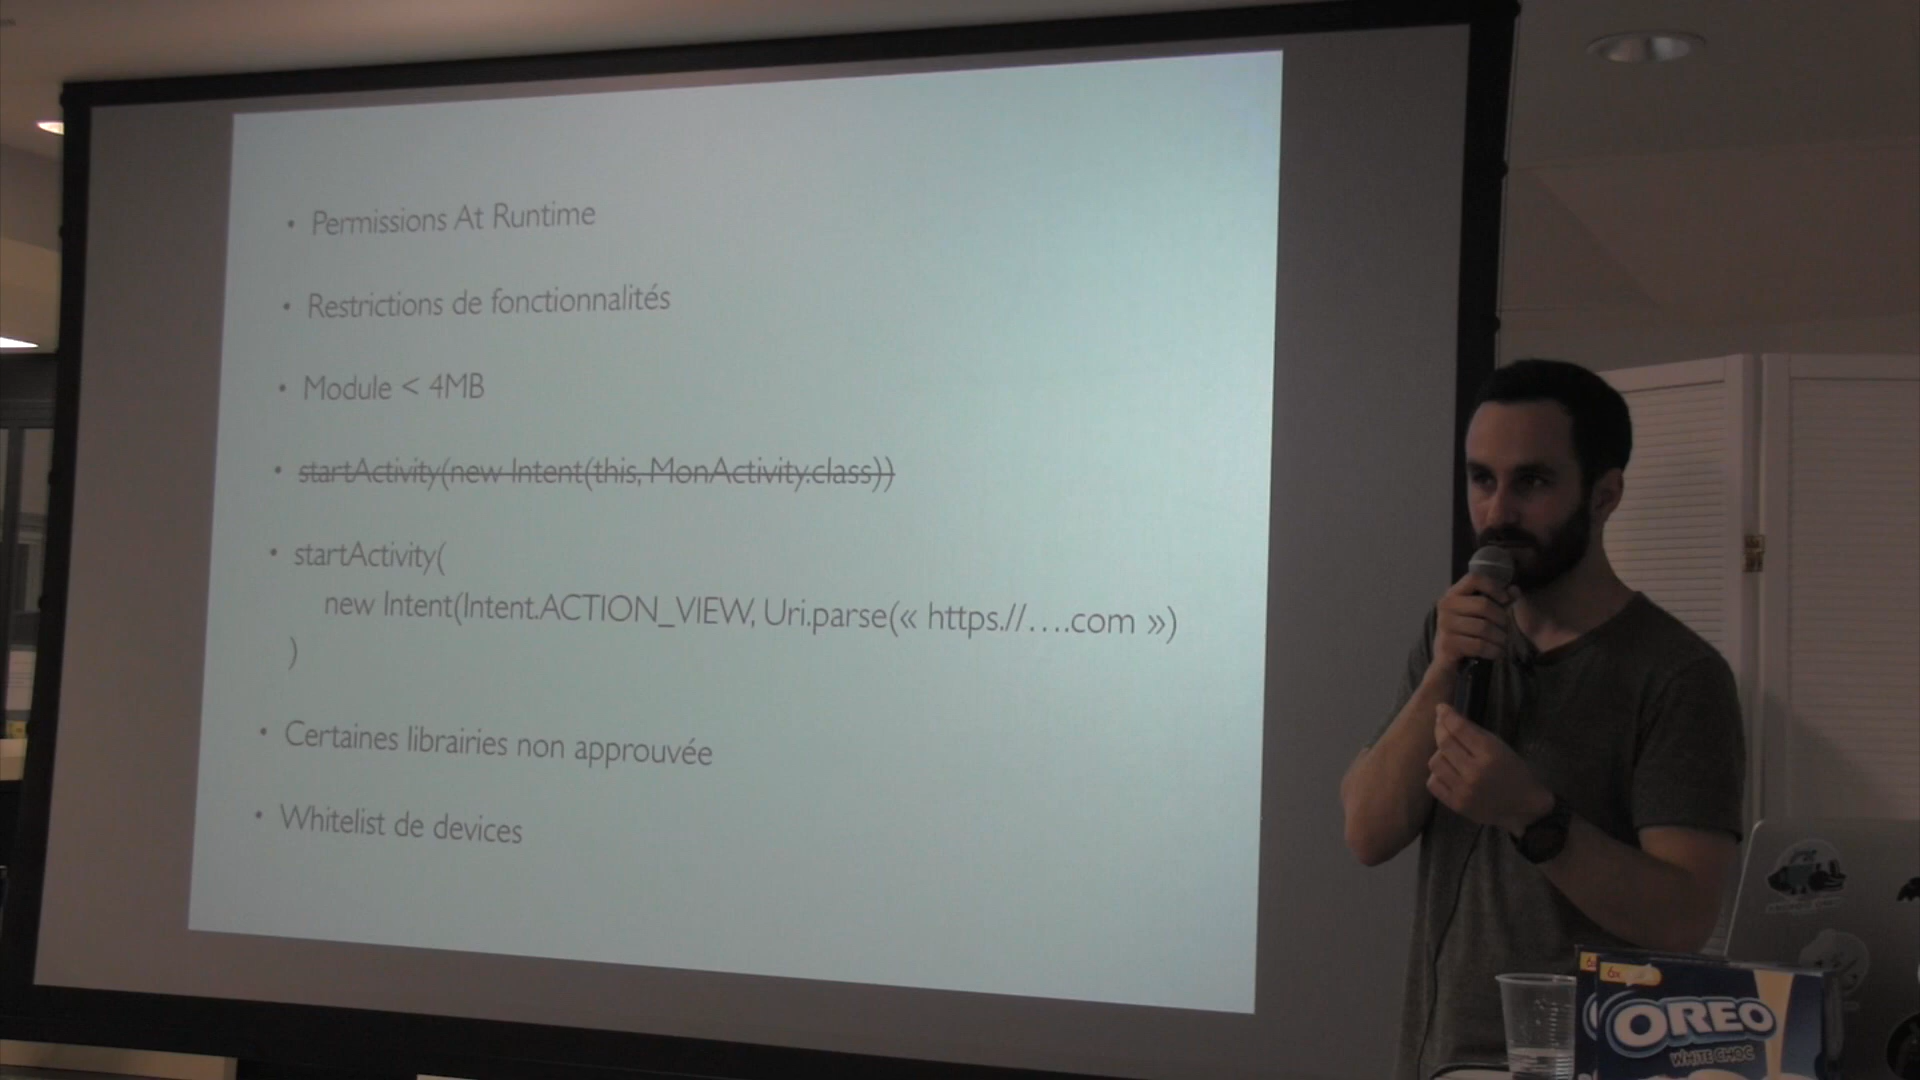 • Permissions At Runtime
• Restrictions de fonctionnalités
• Module < 4MB
• startActivity(new Intent(this, MonActivity.class))
• startActivity(
new Intent(Intent.ACTION_VIEW, Uri.parse(« https://….com »)
)
• Certaines librairies non approuvée
• Whitelist de devices
6x
OREO
WHITE CHOC